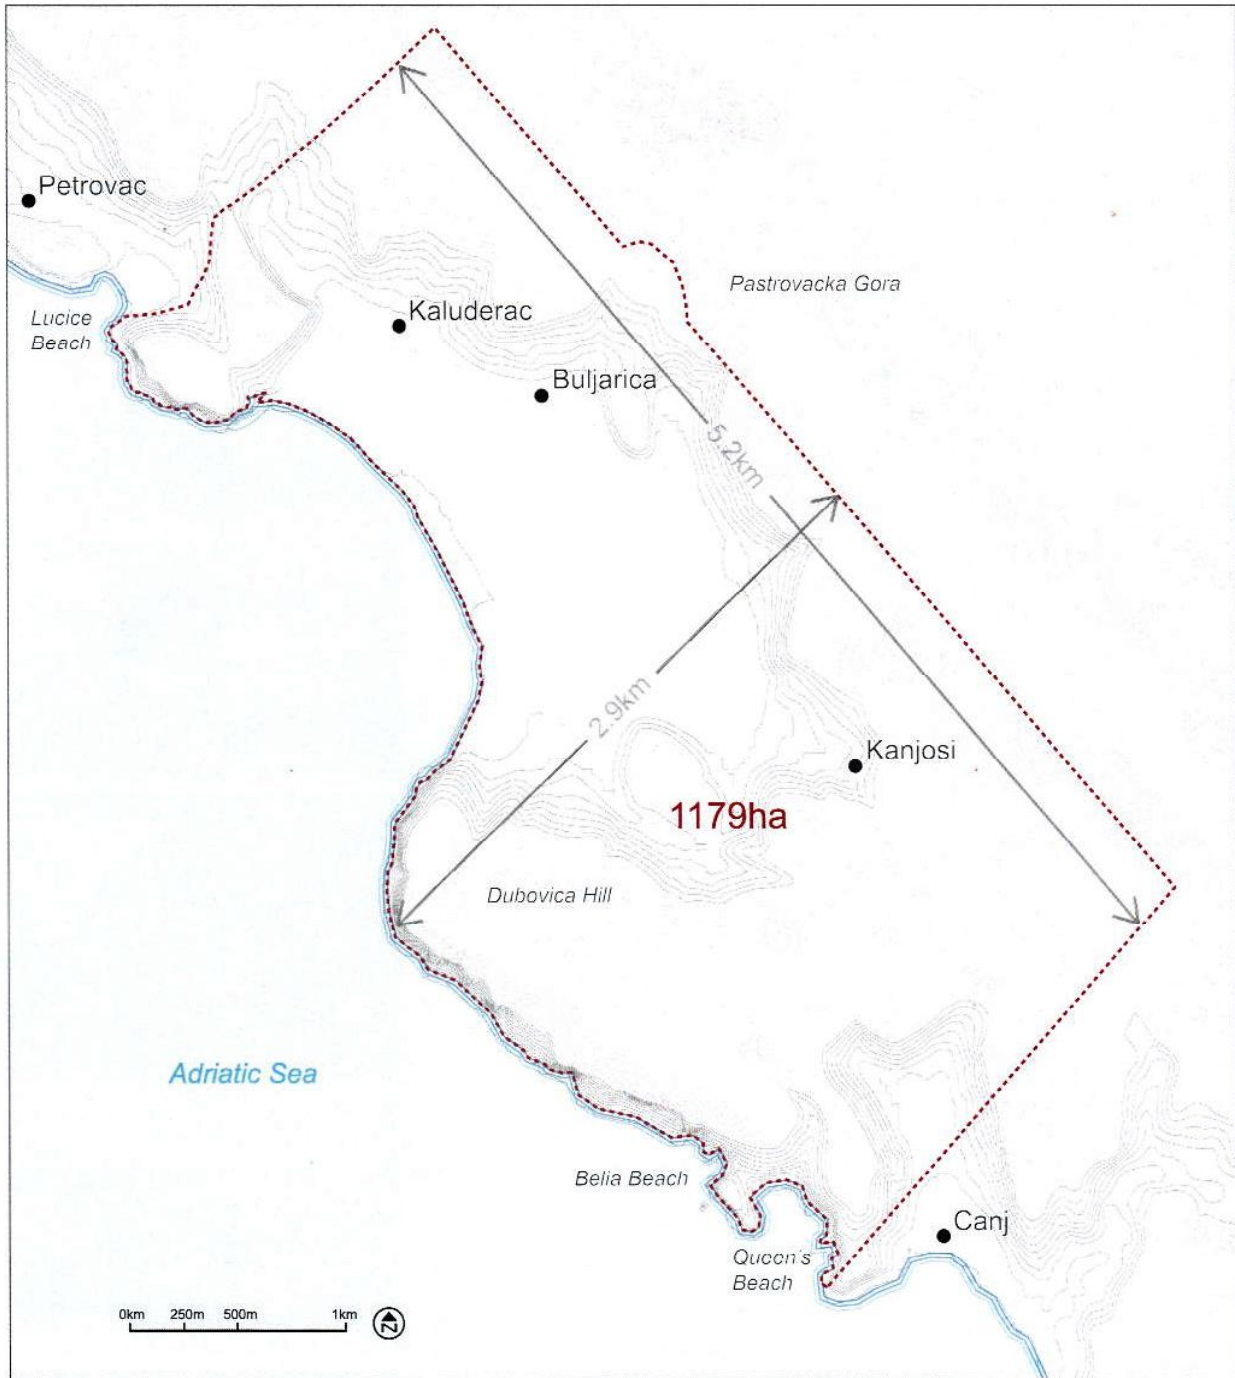 Petrovac
Pastrovacka Gora
Lucice
Beach
Kaluderac
Buljarica
5.2km
2.9km
Kanjosi
1179ha
Dubovica Hill
Adriatic Sea
Belia Beach
Canj
Queen's
Beach
0km 250m 500m 1km
N